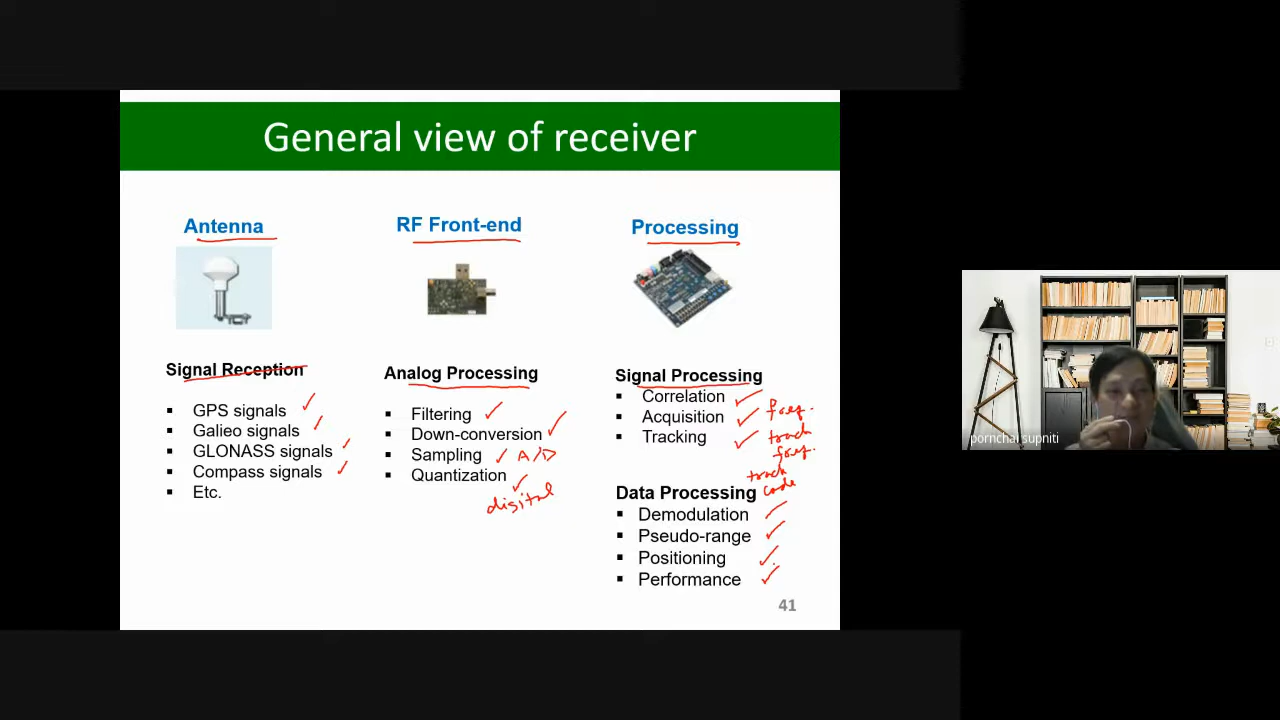 General view of receiver
Antenna
Signal Reception
GPS signals
Galieo signals
GLONASS signals
Compass signals
Etc.
RF Front-end
Analog Processing
Filtering
Down-conversion
Sampling A/D
Quantization
digital
Processing
Signal Processing
Correlation
Acquisition freq.
Tracking track
freq.
track
code
Data Processing
Demodulation
Pseudo-range
Positioning
Performance
41
pornchai supniti